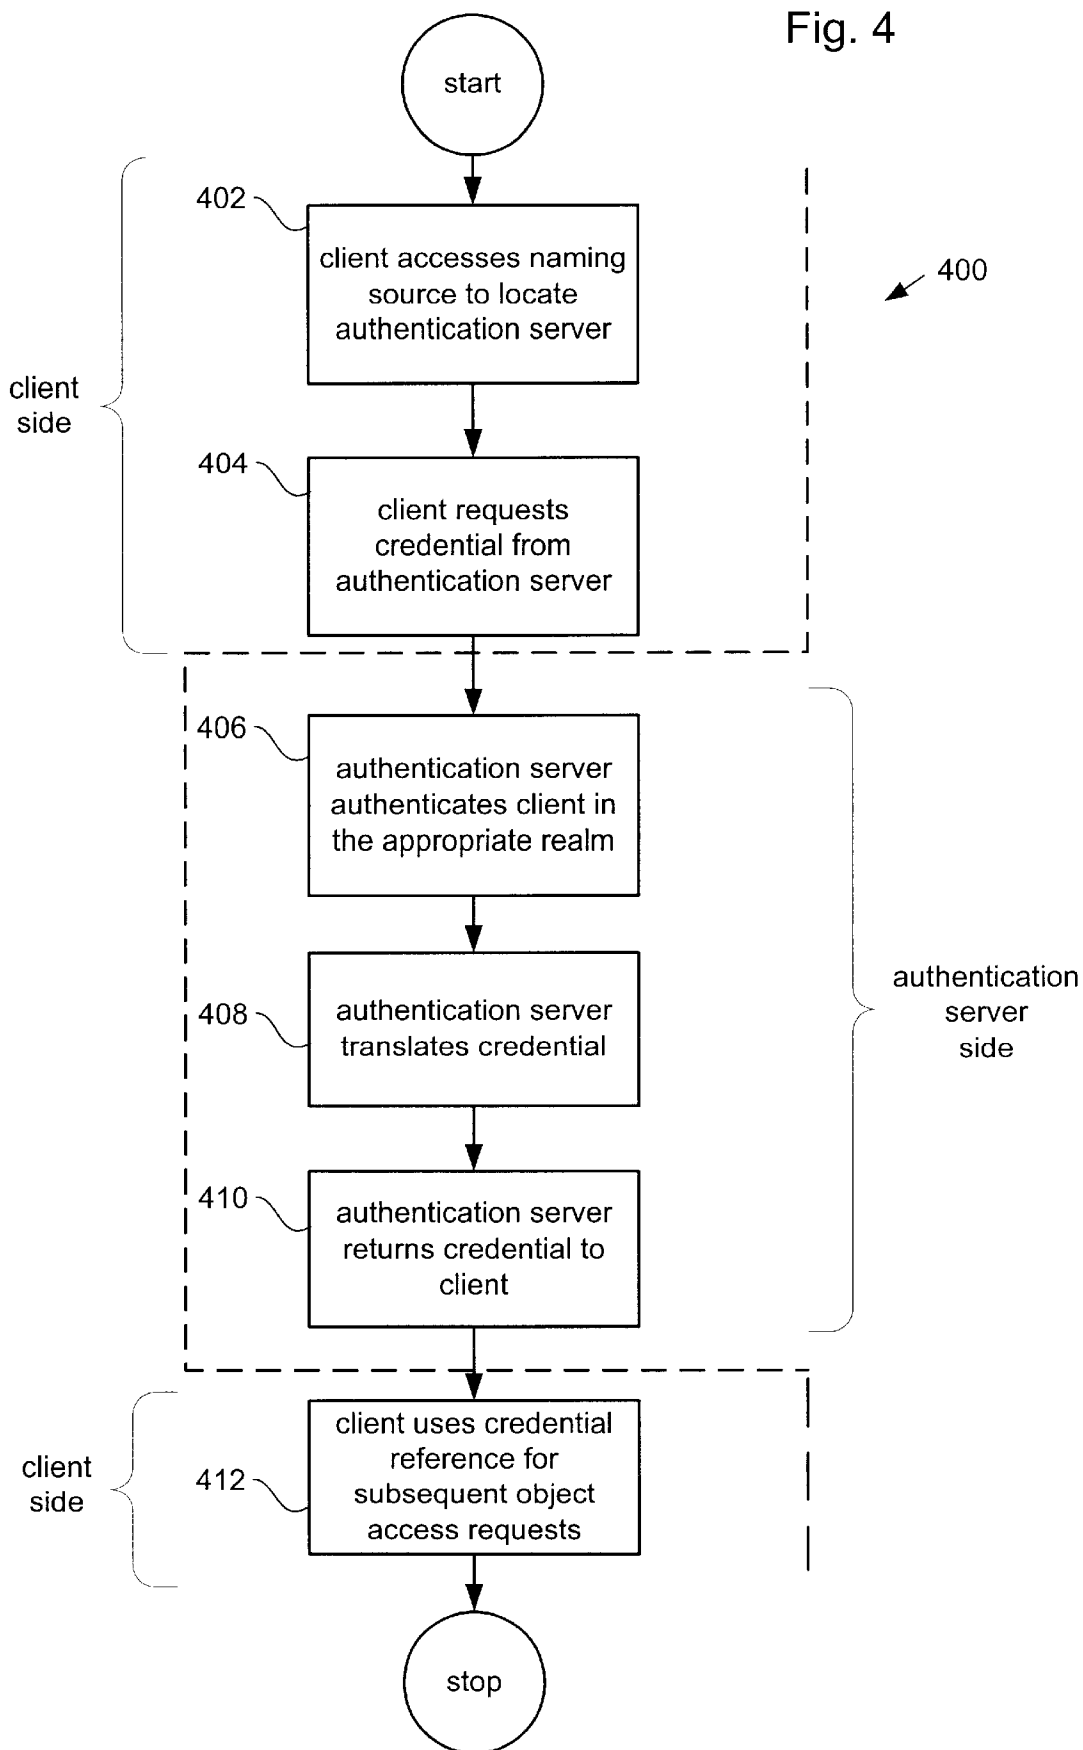 Fig. 4
start
402
client accesses naming
source to locate
authentication server
400
client
side
404
client requests
credential from
authentication server
406
authentication server
authenticates client in
the appropriate realm
408
authentication server
translates credential
authentication
server
side
410
authentication server
returns credential to
client
client
side
412
client uses credential
reference for
subsequent object
access requests
stop